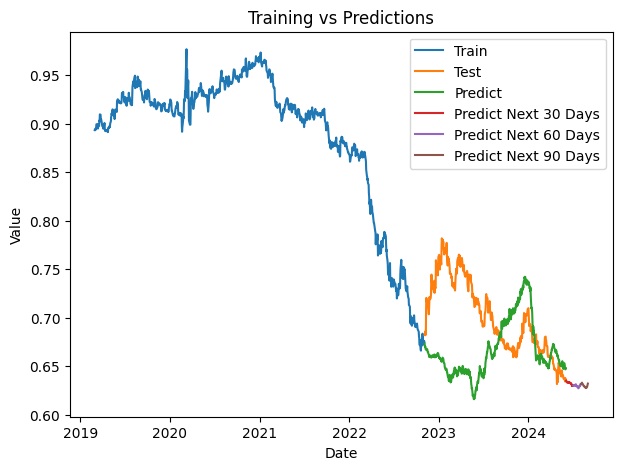 Training vs Predictions
Train
Test
Predict
Predict Next 30 Days
Predict Next 60 Days
Predict Next 90 Days
Value
0.95
0.90
0.85
0.80
0.75
0.70
0.65
0.60
2019
2020
2021
2022
2023
2024
Date